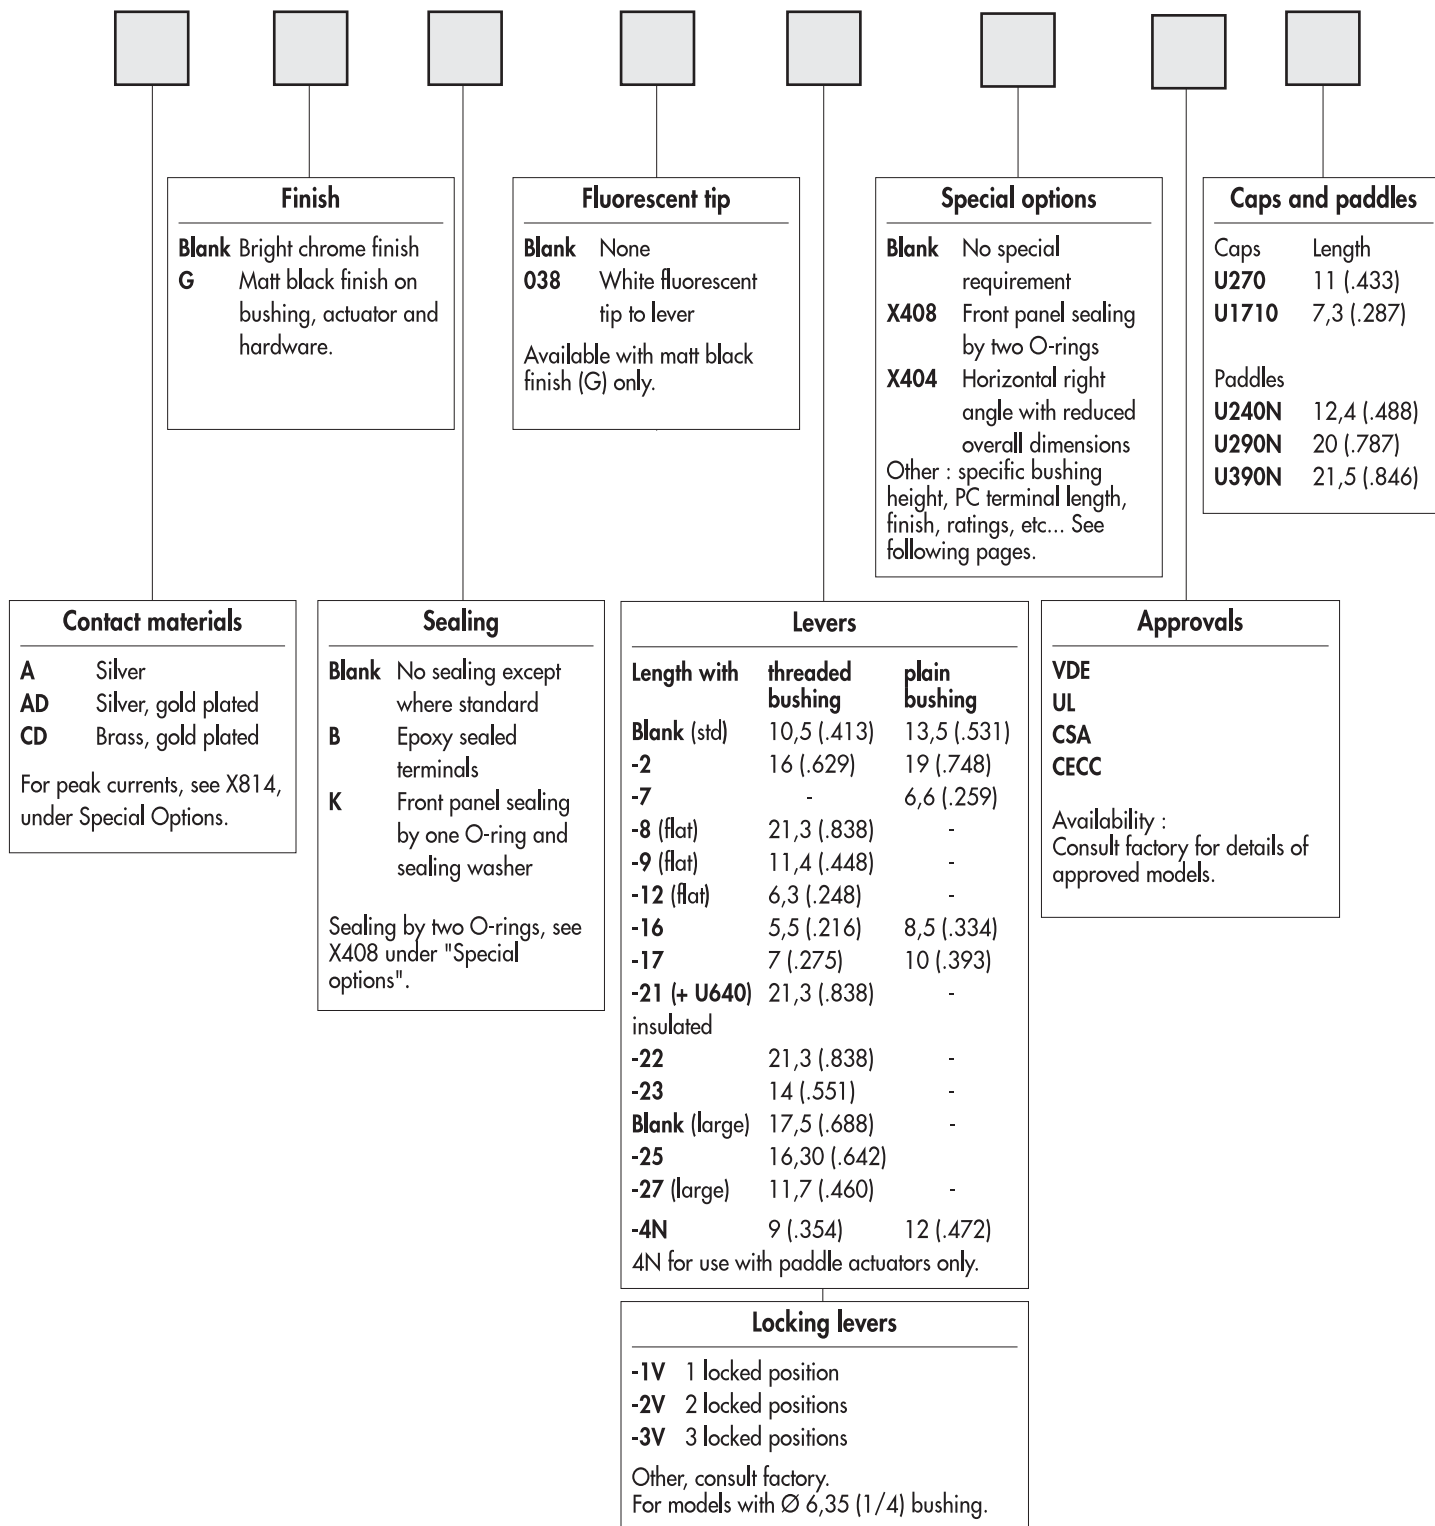 Finish
Blank Bright chrome finish
G Matt black finish on
bushing, actuator and
hardware.
Fluorescent tip
Blank None
038 White fluorescent
tip to lever
Available with matt black
finish (G) only.
Special options
Blank No special
requirement
X408 Front panel sealing
by two O-rings
X404 Horizontal right
angle with reduced
overall dimensions
Other : specific bushing
height, PC terminal length,
finish, ratings, etc... See
following pages.
Caps and paddles
Caps Length
U270 11 (.433)
U1710 7,3 (.287)
Paddles
U240N 12,4 (.488)
U290N 20 (.787)
U390N 21,5 (.846)
Contact materials
A Silver
AD Silver, gold plated
CD Brass, gold plated
For peak currents, see X814,
under Special Options.
Sealing
Blank No sealing except
where standard
B Epoxy sealed
terminals
K Front panel sealing
by one O-ring and
sealing washer
Sealing by two O-rings, see
X408 under "Special
options".
Levers
Length with threaded plain
bushing bushing
Blank (std) 10,5 (.413) 13,5 (.531)
-2 16 (.629) 19 (.748)
-7 - 6,6 (.259)
-8 (flat) 21,3 (.838) -
-9 (flat) 11,4 (.448) -
-12 (flat) 6,3 (.248) -
-16 5,5 (.216) 8,5 (.334)
-17 7 (.275) 10 (.393)
-21 (+ U640) 21,3 (.838) -
insulated
-22 21,3 (.838) -
-23 14 (.551) -
Blank (large) 17,5 (.688) -
-25 16,30 (.642)
-27 (large) 11,7 (.460) -
-4N 9 (.354) 12 (.472)
4N for use with paddle actuators only.
Approvals
VDE
UL
CSA
CECC
Availability :
Consult factory for details of
approved models.
Locking levers
-1V 1 locked position
-2V 2 locked positions
-3V 3 locked positions
Other, consult factory.
For models with Ø 6,35 (1/4) bushing.